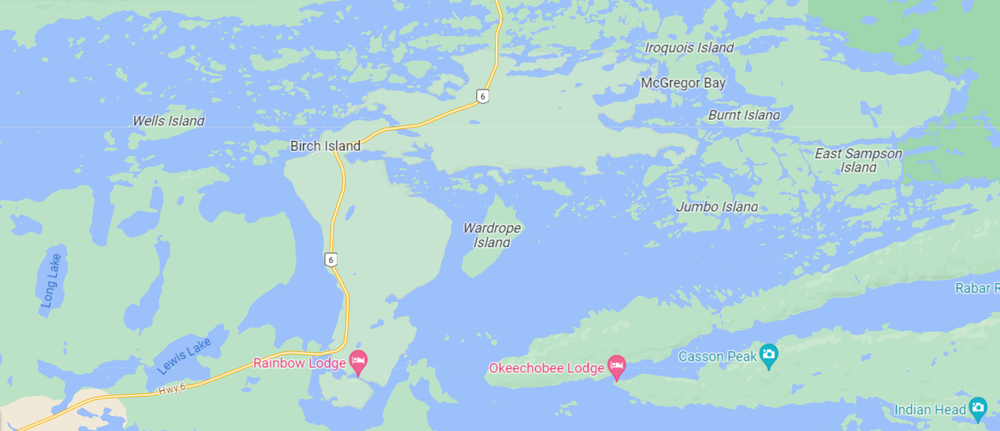 Iroquois Island
McGregor Bay
6
Burnt Island
Wells Island
Birch Island
East Sampson
Island
Jumbo Island
Wardrope
Island
6
Long Lake
Rabar R
Lewis Lake
Rainbow Lodge
Okeechobee Lodge
Casson Peak
Hwy 6
Indian Head